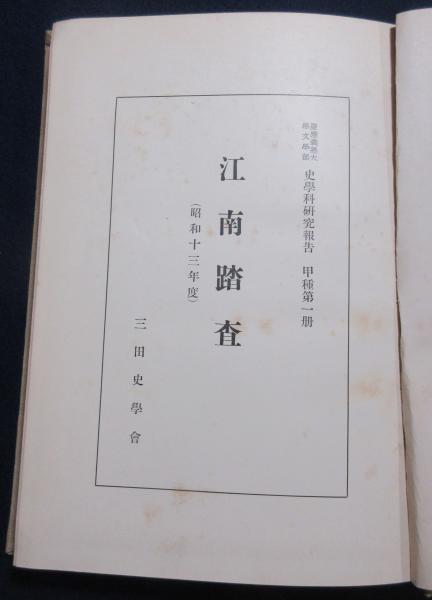 慶應義塾大
學文學部
史學科研究報告 甲種第一册
江南踏査
(昭和十三年度)
三田史學會